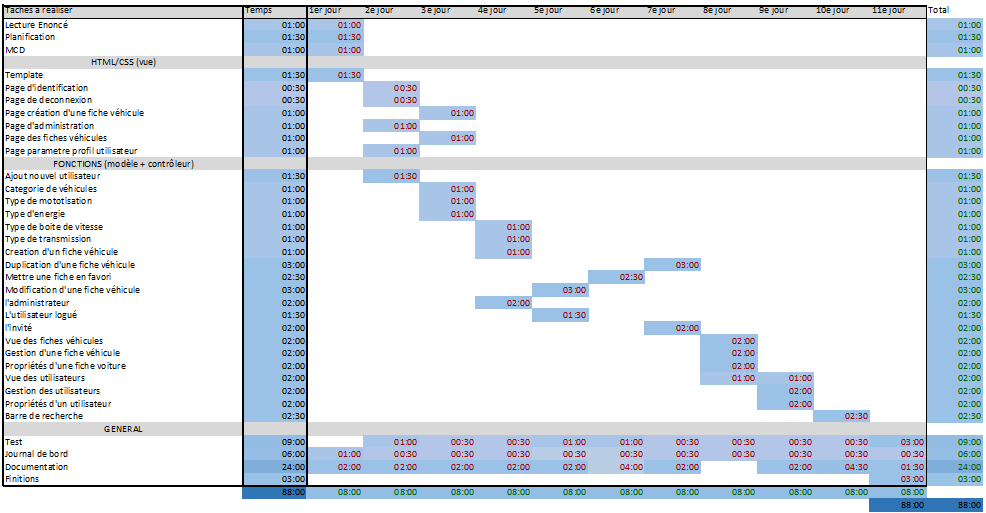 Taches à réaliser Temps 1er jour 2e jour 3e jour 4e jour 5e jour 6e jour 7e jour 8e jour 9e jour 10e jour 11e jour Total
Lecture Enoncé 01:00 01:00 01:00
Planification 01:30 01:30 01:30
MCD 01:00 01:00 01:00
HTML/CSS (vue)
Template 01:30 01:30 01:30
Page d'identification 00:30 00:30 00:30
Page de deconnexion 00:30 00:30 00:30
Page création d'une fiche véhicule 01:00 01:00 01:00
Page d'administration 01:00 01:00 01:00
Page des fiches véhicules 01:00 01:00 01:00
Page parametre profil utilisateur 01:00 01:00 01:00
FONCTIONS (modèle + contrôleur)
Ajout nouvel utilisateur 01:30 01:30 01:30
Categorie de véhicules 01:00 01:00 01:00
Type de mototisation 01:00 01:00 01:00
Type d'energie 01:00 01:00 01:00
Type de boite de vitesse 01:00 01:00 01:00
Type de transmission 01:00 01:00 01:00
Creation d'un fiche véhicule 01:00 01:00 01:00
Duplication d'une fiche véhicule 03:00 03:00 03:00
Mettre une fiche en favori 02:30 02:30 02:30
Modification d'une fiche véhicule 03:00 03:00 03:00
l'administrateur 02:00 02:00 02:00
L'utilisateur logué 01:30 01:30 01:30
l'invité 02:00 02:00 02:00
Vue des fiches véhicules 02:00 02:00 02:00
Gestion d'une fiche véhicule 02:00 02:00 02:00
Propriétés d'une fiche voiture 02:00 02:00 02:00
Vue des utilisateurs 02:00 01:00 01:00 02:00
Gestion des utilisateurs 02:00 02:00 02:00
Propriétés d'un utilisateur 02:00 02:00 02:00
Barre de recherche 02:30 02:30 02:30
GENERAL
Test 09:00 01:00 00:30 00:30 01:00 01:00 00:30 00:30 00:30 00:30 03:00 09:00
Journal de bord 06:00 01:00 00:30 00:30 00:30 00:30 00:30 00:30 00:30 00:30 00:30 00:30 06:00
Documentation 24:00 02:00 02:00 02:00 02:00 02:00 04:00 02:00 02:00 04:30 01:30 24:00
Finitions 03:00 03:00 03:00
88:00 08:00 08:00 08:00 08:00 08:00 08:00 08:00 08:00 08:00 08:00 08:00
88:00 88:00